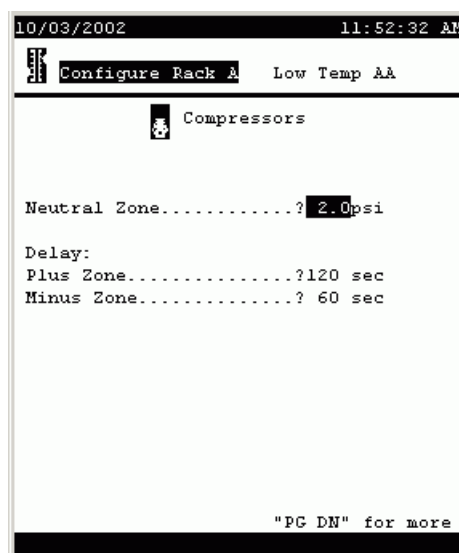 10/03/2002 11:52:32 AM
Configure Rack A Low Temp AA
Compressors
Neutral Zone............? 2.0psi
Delay:
Plus Zone...............?120 sec
Minus Zone..............? 60 sec
"PG DN" for more